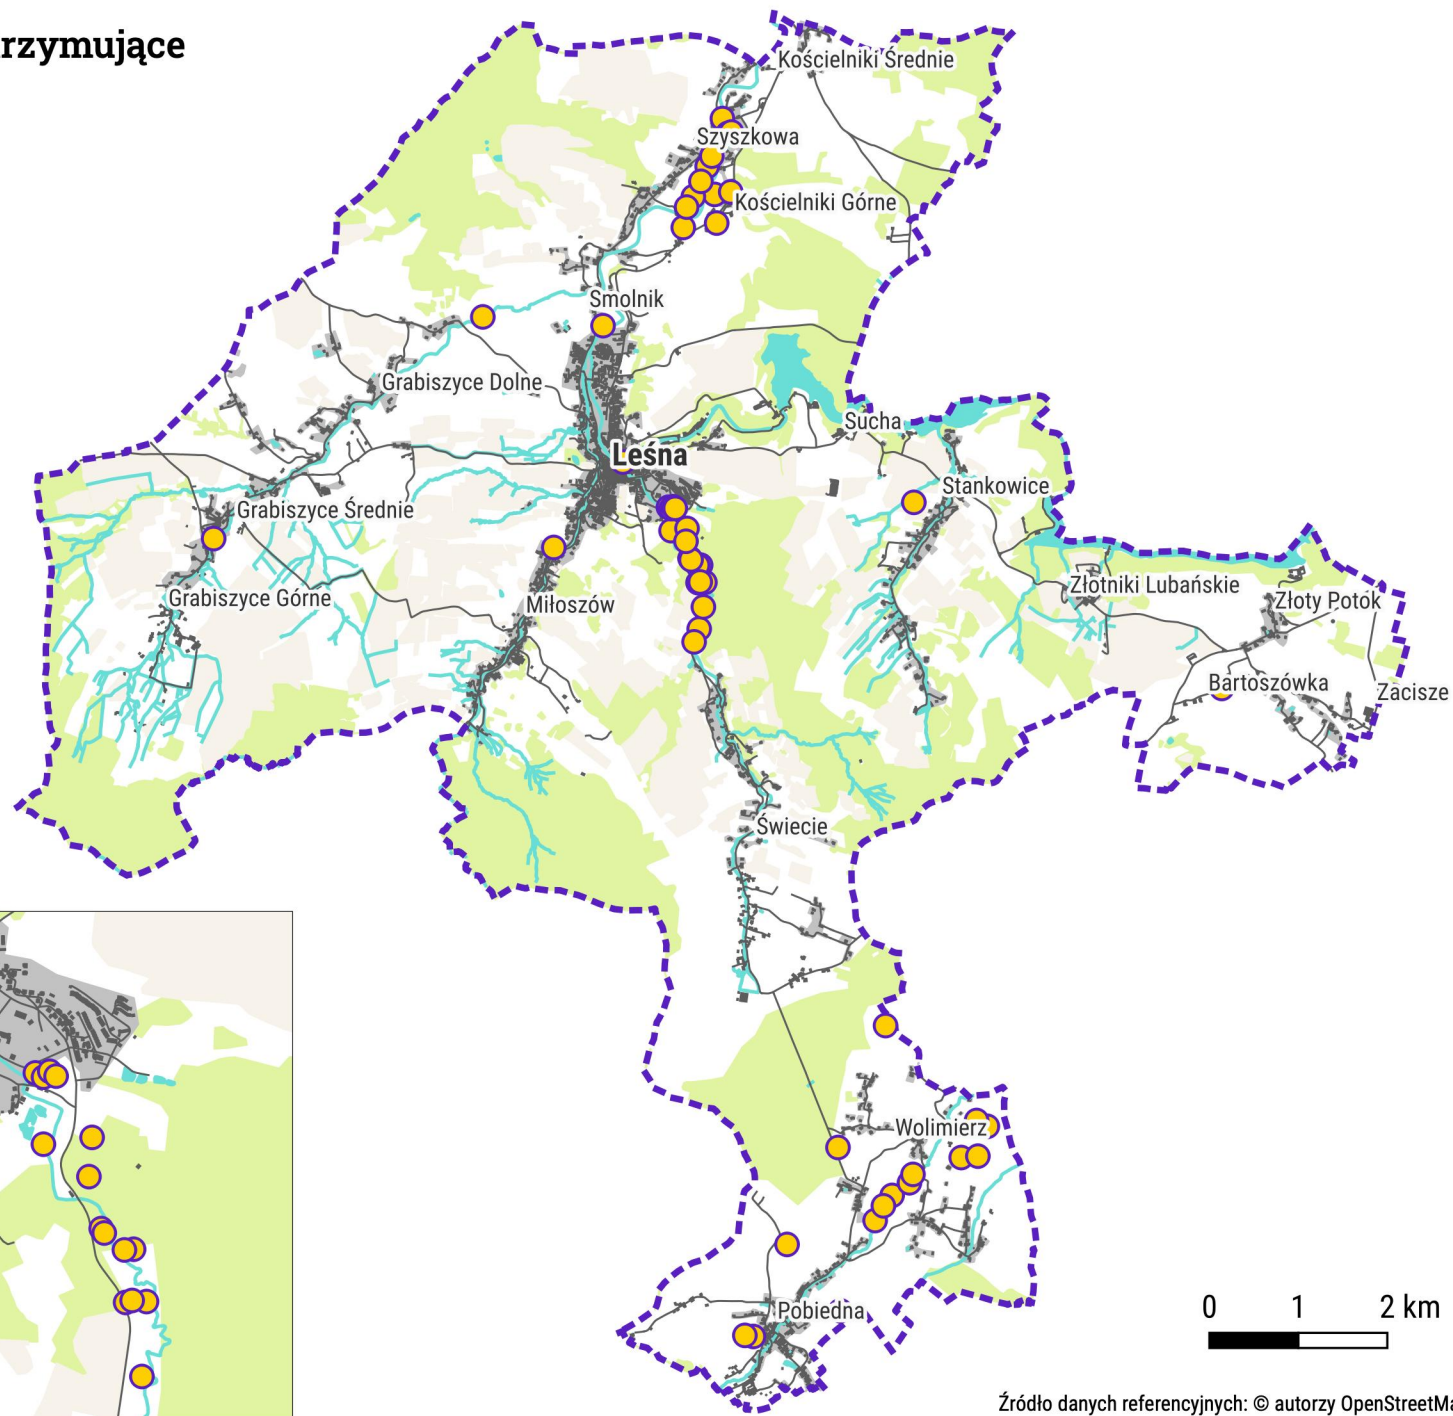 rzymujące
Kościelniki Średnie
Szyszkowa
Kościelniki Górne
Smolnik
Grabiszyce Dolne
Sucha
Leśna
Stankowice
Grabiszyce Średnie
Złotniki Lubańskie
Grabiszyce Górne
Miłoszów
Złoty Potok
Bartoszówka
Zacisze
Świecie
Wolimierz
Pobiedna
0 1 2 km
Źródło danych referencyjnych: © autorzy OpenStreetMa